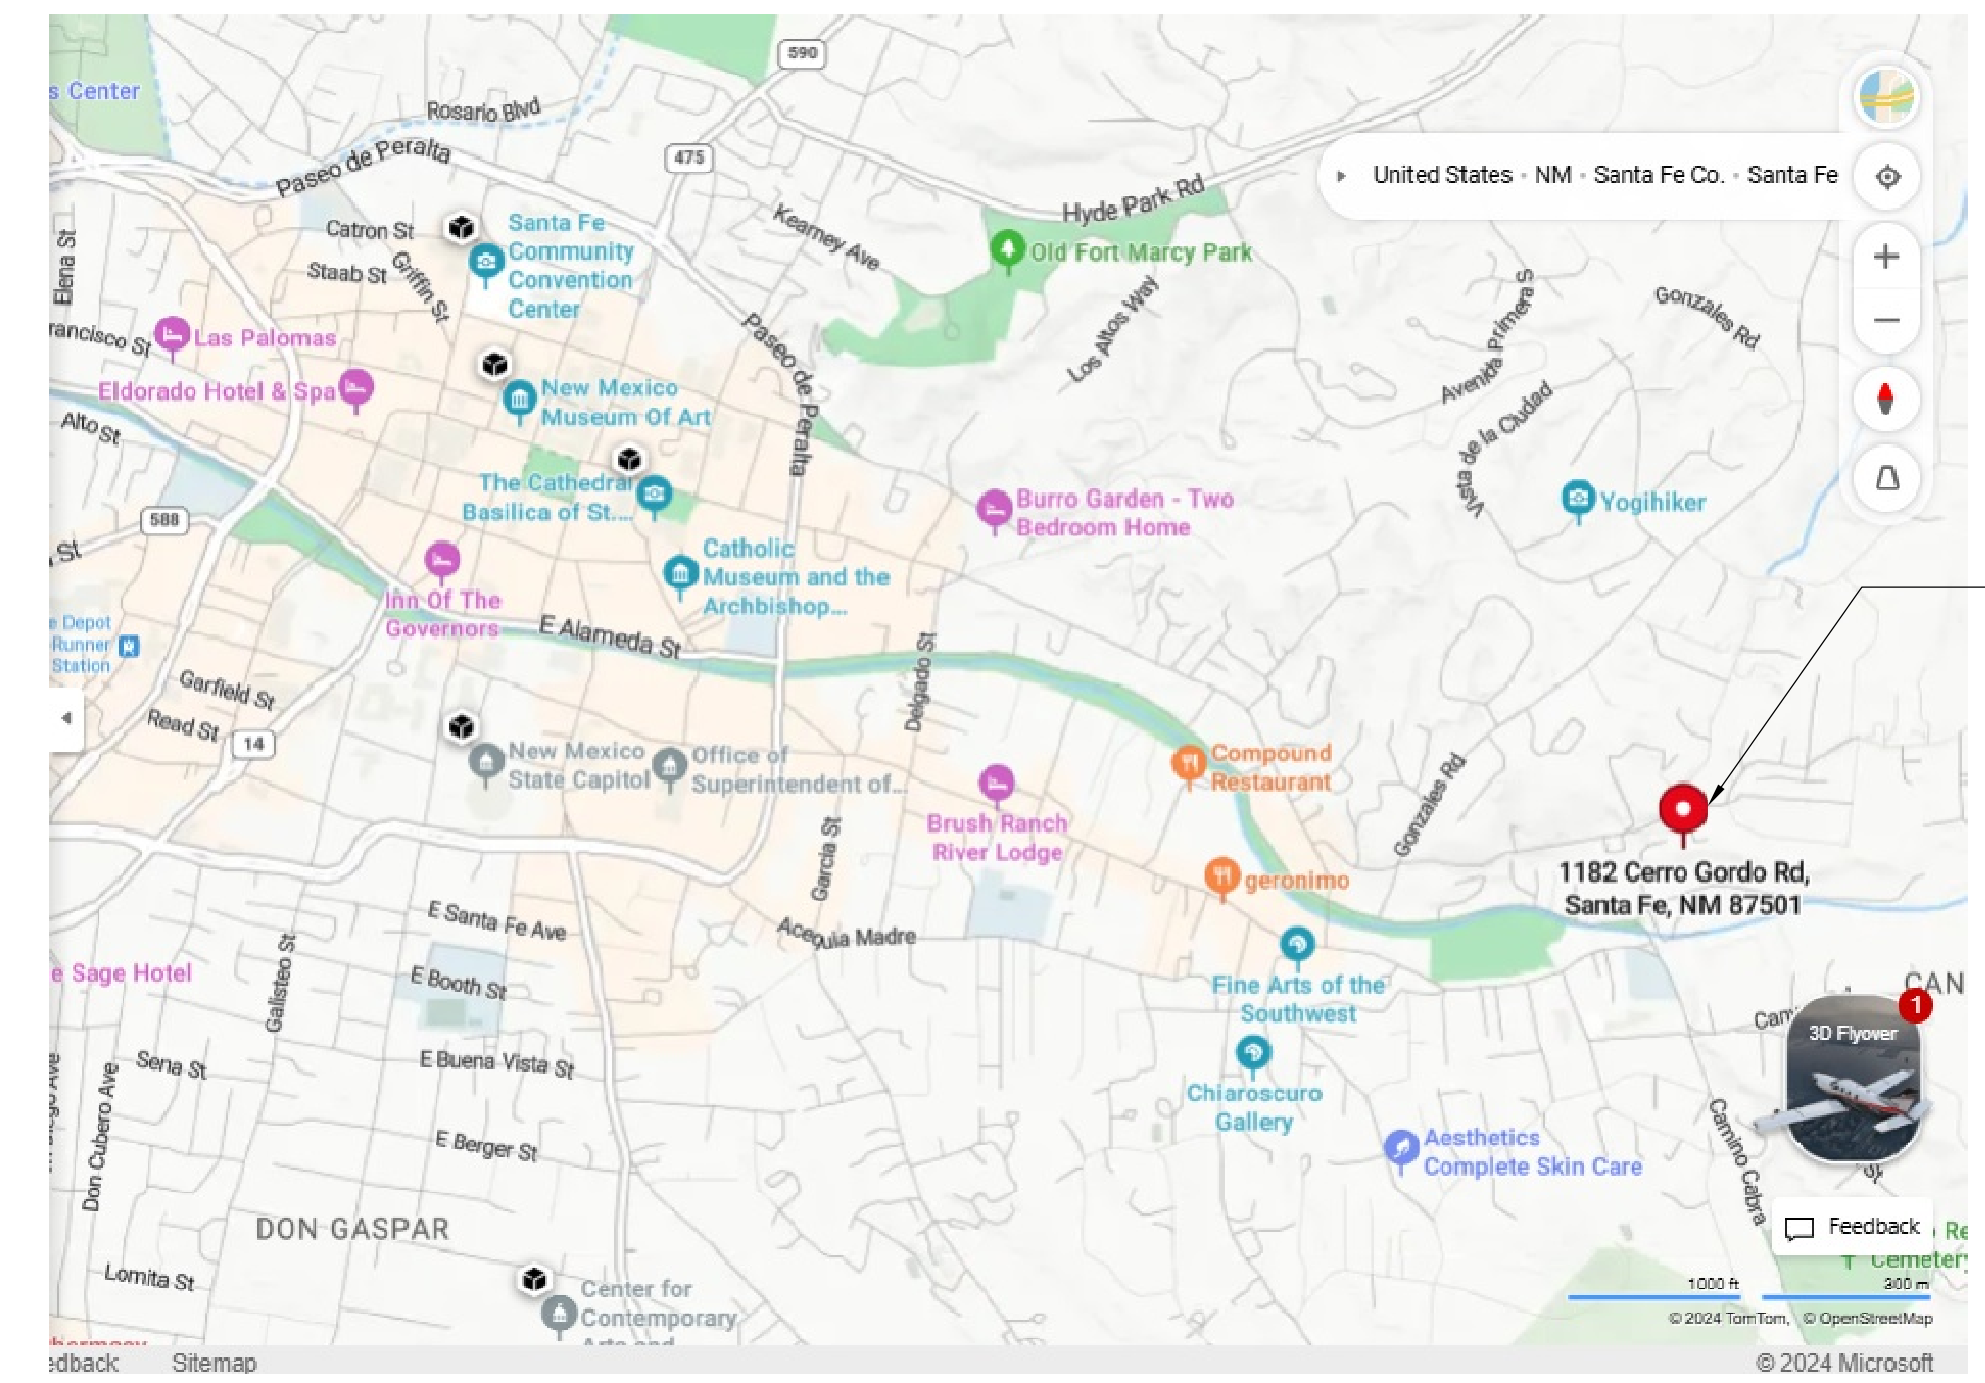 590
s Center
Rosario Blvd
Paseo de Peralta
475
United States · NM · Santa Fe Co. · Santa Fe
Hyde Park Rd
Catron St
Santa Fe
Community
Convention
Center
Kearney Ave
Old Fort Marcy Park
Elena St
Staab St
Griffin St
Los Altos Way
Avenida Primera S
Gonzales Rd
rancisco St
Las Palomas
Paseo de Peralta
Eldorado Hotel & Spa
New Mexico
Museum Of Art
Vista de la Ciudad
Alto St
The Cathedral
Basilica of St....
Burro Garden - Two
Bedroom Home
Yogihiker
588
St
Catholic
Museum and the
Archbishop...
Inn Of The
Governors
E Alameda St
e Depot
Runner
Station
Delgado St
Garfield St
Read St
14
New Mexico
State Capitol
Office of
Superintendent of...
Compound
Restaurant
Gonzales Rd
Brush Ranch
River Lodge
Garcia St
geronimo
1182 Cerro Gordo Rd,
Santa Fe, NM 87501
E Santa Fe Ave
Acequia Madre
e Sage Hotel
Galisteo St
E Booth St
Fine Arts of the
Southwest
CAN
Cam
1
3D Flyover
Sena St
E Buena Vista St
Don Cubero Ave
Chiaroscuro
Gallery
E Berger St
Aesthetics
Complete Skin Care
Camino Cabra
DON GASPAR
Feedback
Re
Cemetery
Lomita St
Center for
Contemporary
Arts and
1000 ft
300 m
© 2024 TomTom, © OpenStreetMap
edback
Sitemap
© 2024 Microsoft